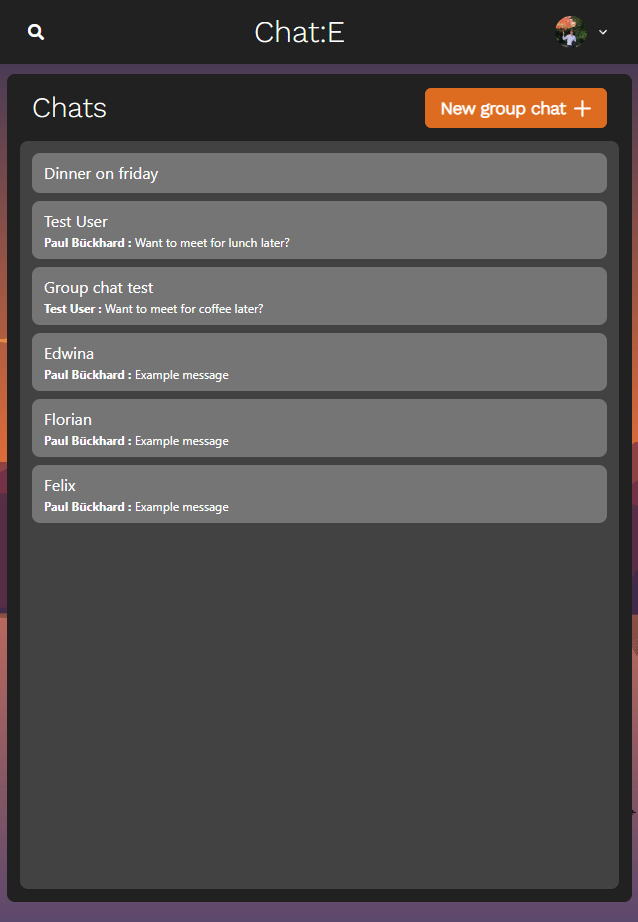 Chat:E
Chats
New group chat
Dinner on friday
Test User
Paul Bückhard : Want to meet for lunch later?
Group chat test
Test User : Want to meet for coffee later?
Edwina
Paul Bückhard : Example message
Florian
Paul Bückhard : Example message
Felix
Paul Bückhard : Example message